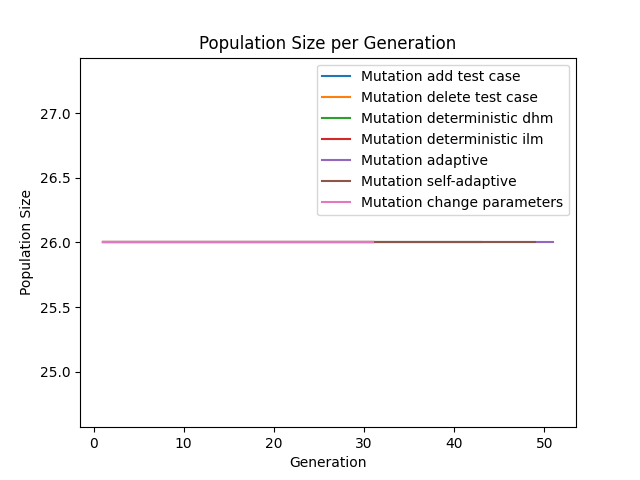 Population Size per Generation
Mutation add test case
Mutation delete test case
Mutation deterministic dhm
Mutation deterministic ilm
Mutation adaptive
Mutation self-adaptive
Mutation change parameters
Population Size
27.0
26.5
26.0
25.5
25.0
0 10 20 30 40 50
Generation